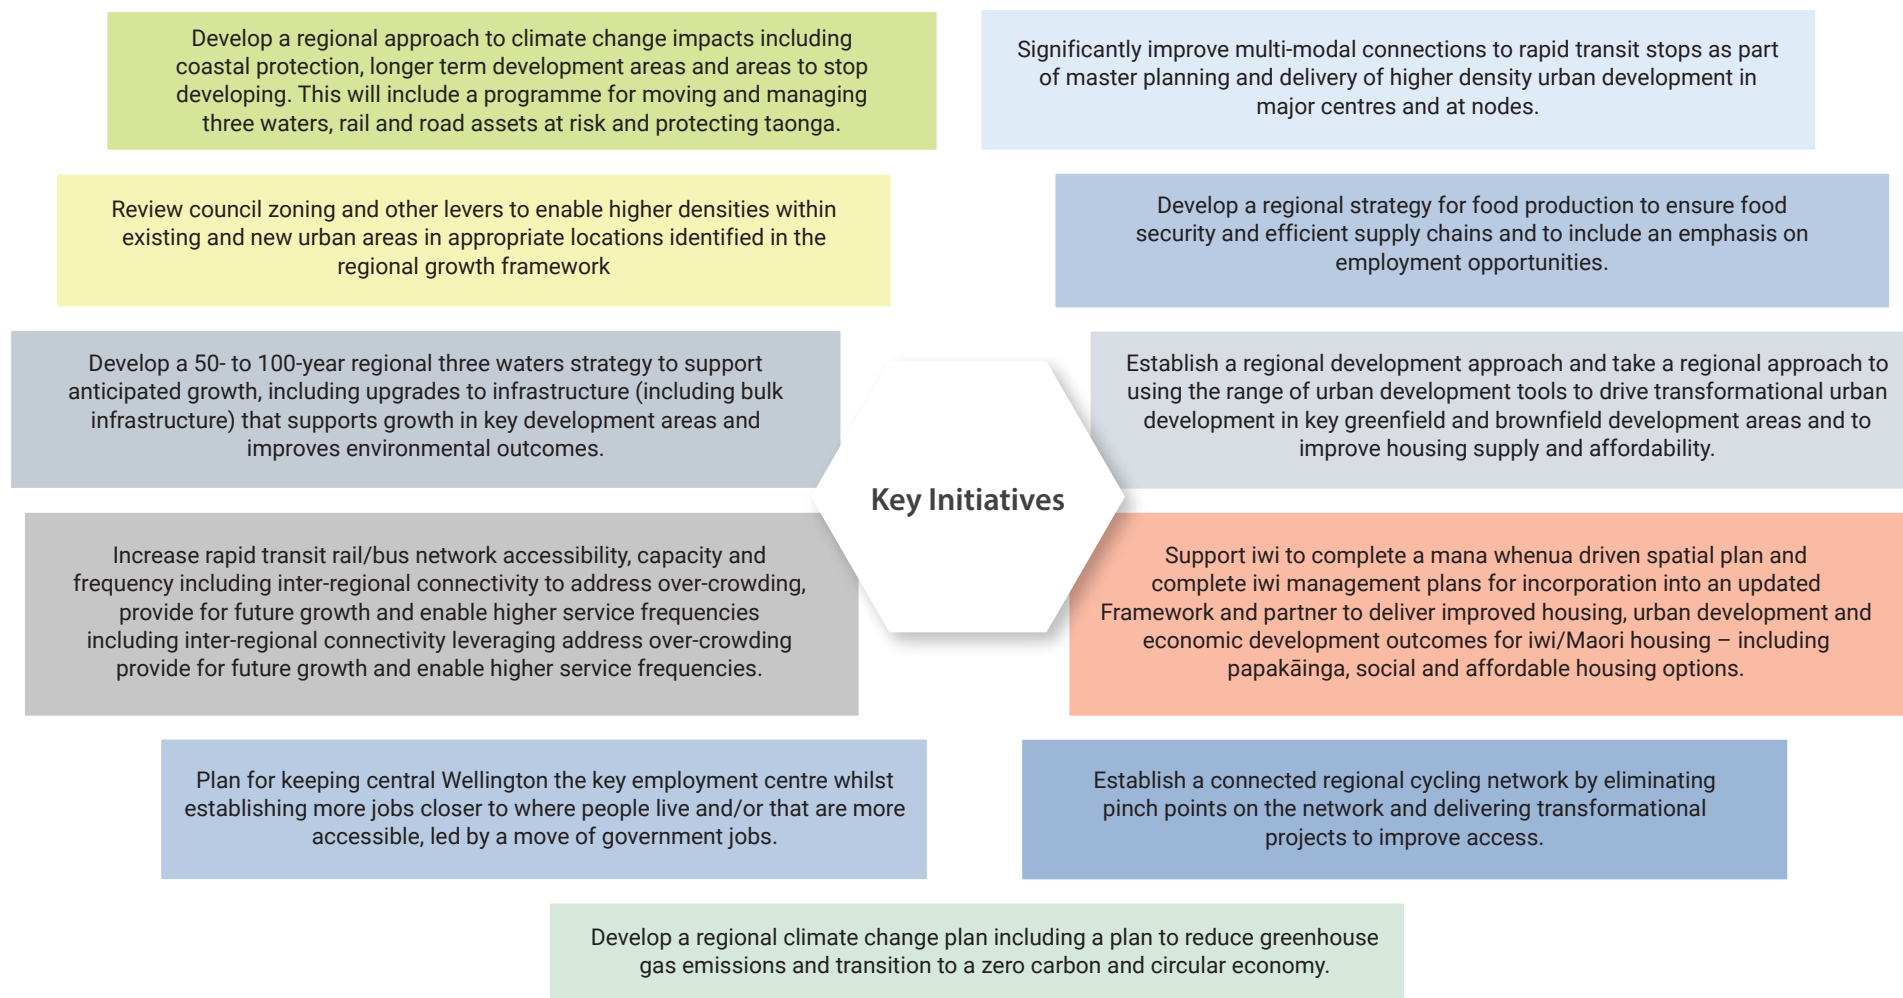 Develop a regional approach to climate change impacts including
coastal protection, longer term development areas and areas to stop
developing. This will include a programme for moving and managing
three waters, rail and road assets at risk and protecting taonga.
Significantly improve multi-modal connections to rapid transit stops as part
of master planning and delivery of higher density urban development in
major centres and at nodes.
Review council zoning and other levers to enable higher densities within
existing and new urban areas in appropriate locations identified in the
regional growth framework
Develop a regional strategy for food production to ensure food
security and efficient supply chains and to include an emphasis on
employment opportunities.
Develop a 50- to 100-year regional three waters strategy to support
anticipated growth, including upgrades to infrastructure (including bulk
infrastructure) that supports growth in key development areas and
improves environmental outcomes.
Establish a regional development approach and take a regional approach to
using the range of urban development tools to drive transformational urban
development in key greenfield and brownfield development areas and to
improve housing supply and affordability.
Key Initiatives
Increase rapid transit rail/bus network accessibility, capacity and
frequency including inter-regional connectivity to address over-crowding,
provide for future growth and enable higher service frequencies
including inter-regional connectivity leveraging address over-crowding
provide for future growth and enable higher service frequencies.
Support iwi to complete a mana whenua driven spatial plan and
complete iwi management plans for incorporation into an updated
Framework and partner to deliver improved housing, urban development and
economic development outcomes for iwi/Maori housing – including
papakāinga, social and affordable housing options.
Plan for keeping central Wellington the key employment centre whilst
establishing more jobs closer to where people live and/or that are more
accessible, led by a move of government jobs.
Establish a connected regional cycling network by eliminating
pinch points on the network and delivering transformational
projects to improve access.
Develop a regional climate change plan including a plan to reduce greenhouse
gas emissions and transition to a zero carbon and circular economy.